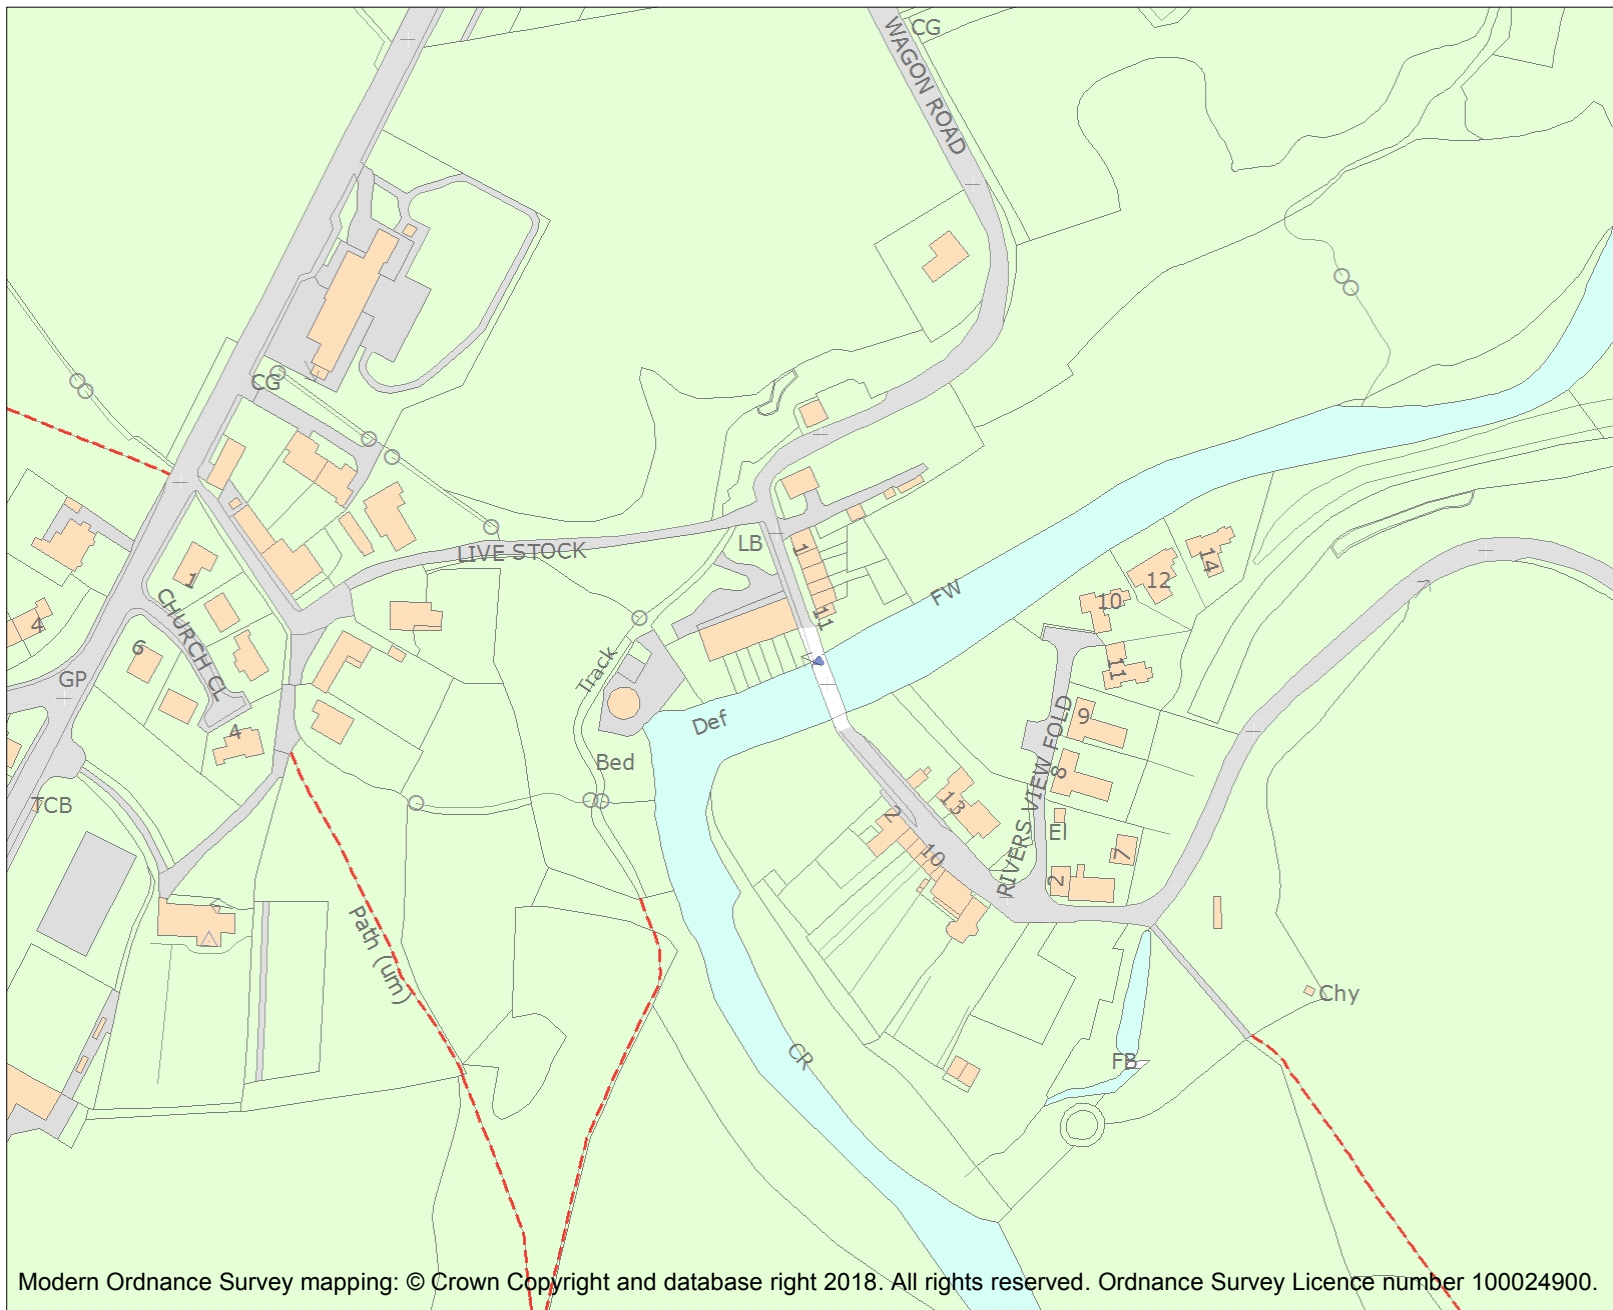 CG
WAGON ROAD
CG
LIVE STOCK
LB
1
11
FW
14
12
10
11
1
CHURCH CL
4
6
GP
4
Track
Def
Bed
9
8
RIVERS VIEW FOLD
13
2
10
El
7
2
TCB
Path (um)
Chy
CR
FB
Modern Ordnance Survey mapping: © Crown Copyright and database right 2018. All rights reserved. Ordnance Survey Licence number 100024900.